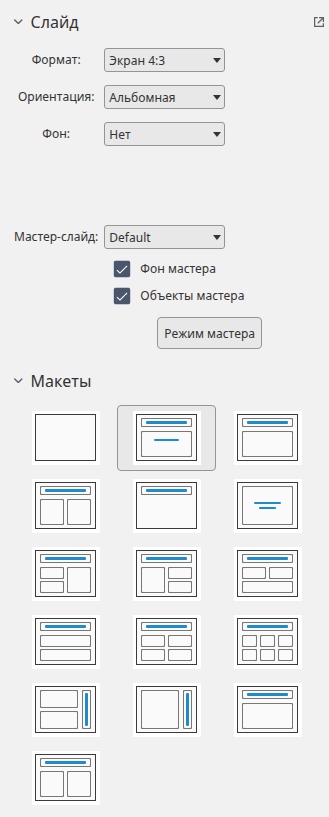 Слайд
Формат: Экран 4:3
Ориентация: Альбомная
Фон: Нет
Мастер-слайд: Default
Фон мастера
Объекты мастера
Режим мастера
Макеты